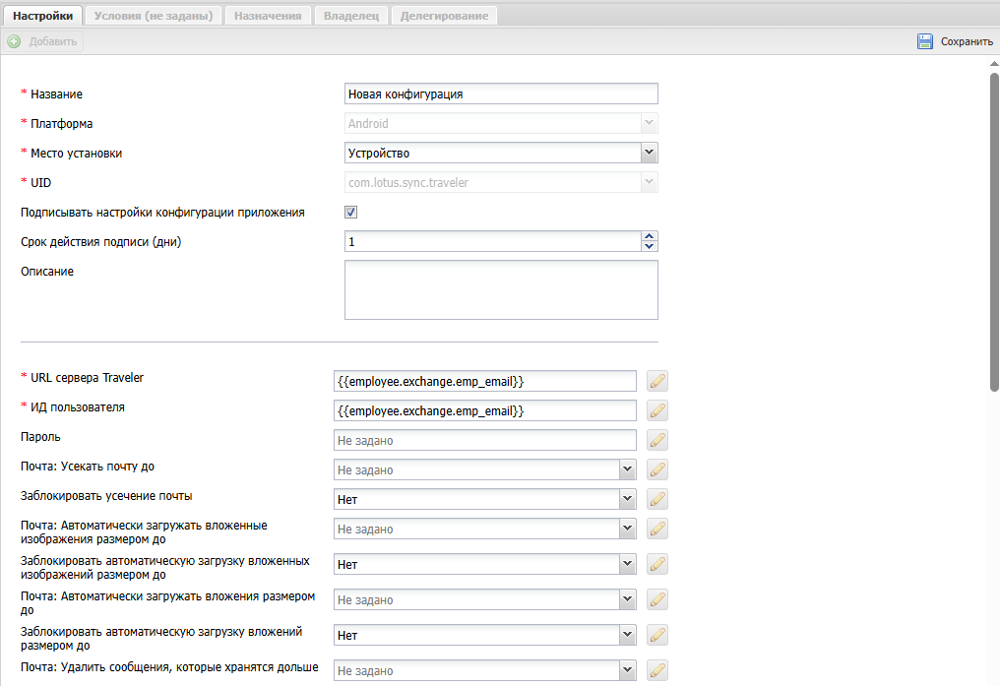 Настройки Условия (не заданы) Назначения Владелец Делегирование
Добавить Сохранить
* Название Новая конфигурация
* Платформа Android
* Место установки Устройство
* UID com.lotus.sync.traveler
Подписывать настройки конфигурации приложения
Срок действия подписи (дни) 1
Описание
* URL сервера Traveler {{employee.exchange.emp_email}}
* ИД пользователя {{employee.exchange.emp_email}}
Пароль Не задано
Почта: Усекать почту до Не задано
Заблокировать усечение почты Нет
Почта: Автоматически загружать вложенные
изображения размером до Не задано
Заблокировать автоматическую загрузку вложенных
изображений размером до Нет
Почта: Автоматически загружать вложения размером
до Не задано
Заблокировать автоматическую загрузку вложений
размером до Нет
Почта: Удалить сообщения, которые хранятся дольше Не задано